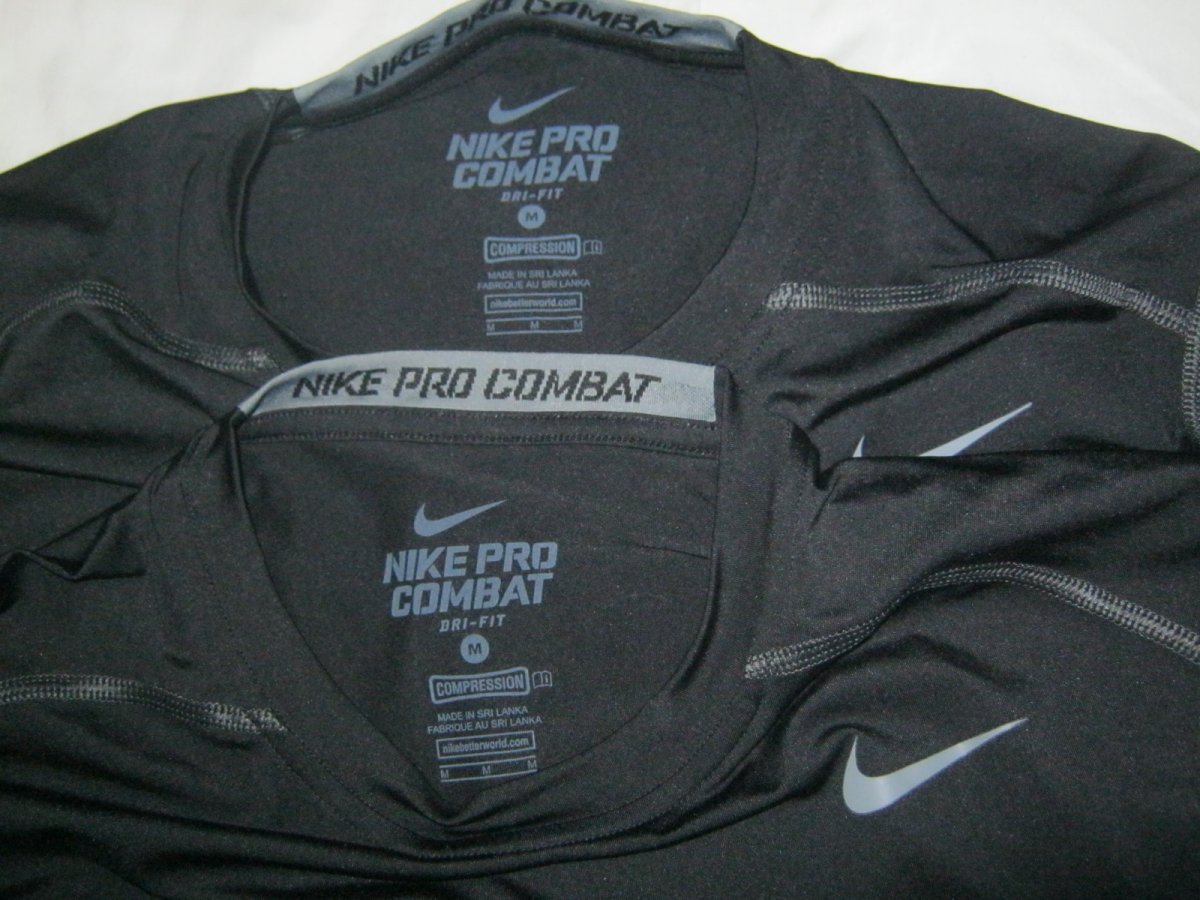 NIKE PRO COMBAT
NIKE PRO
COMBAT
DRI-FIT
M
COMPRESSION
MADE IN SRI LANKA
FABRIQUE AU SRI LANKA
nikebetterworld.com
M M M
NIKE PRO COMBAT
NIKE PRO
COMBAT
DRI-FIT
M
COMPRESSION
MADE IN SRI LANKA
FABRIQUE AU SRI LANKA
nikebetterworld.com
M M M